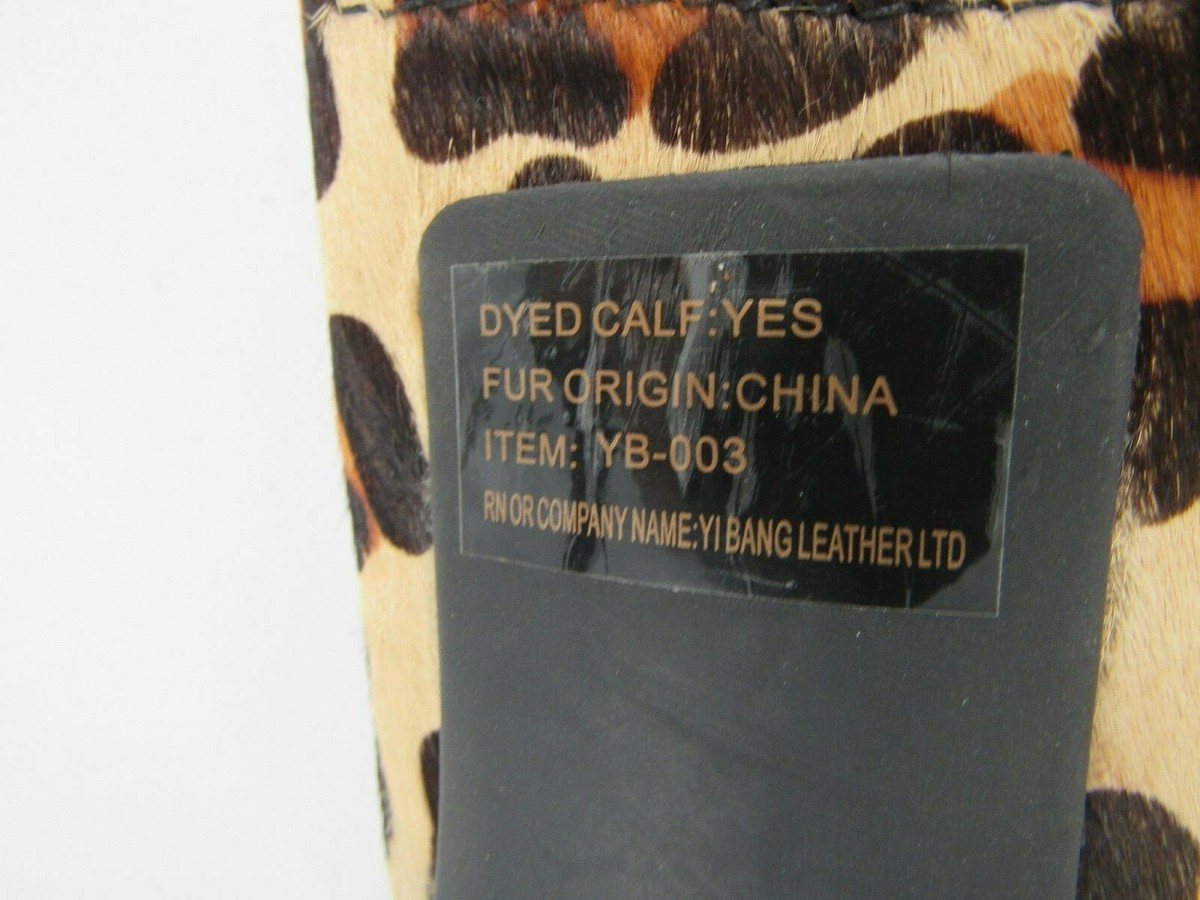 DYED CALF:YES
FUR ORIGIN:CHINA
ITEM: YB-003
RN OR COMPANY NAME:YI BANG LEATHER LTD